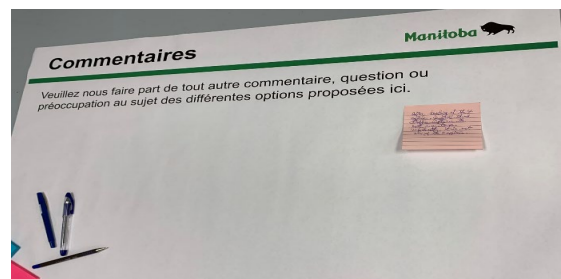 Commentaires
Manitoba
Veuillez nous faire part de tout autre commentaire, question ou
préoccupation au sujet des différentes options proposées ici.